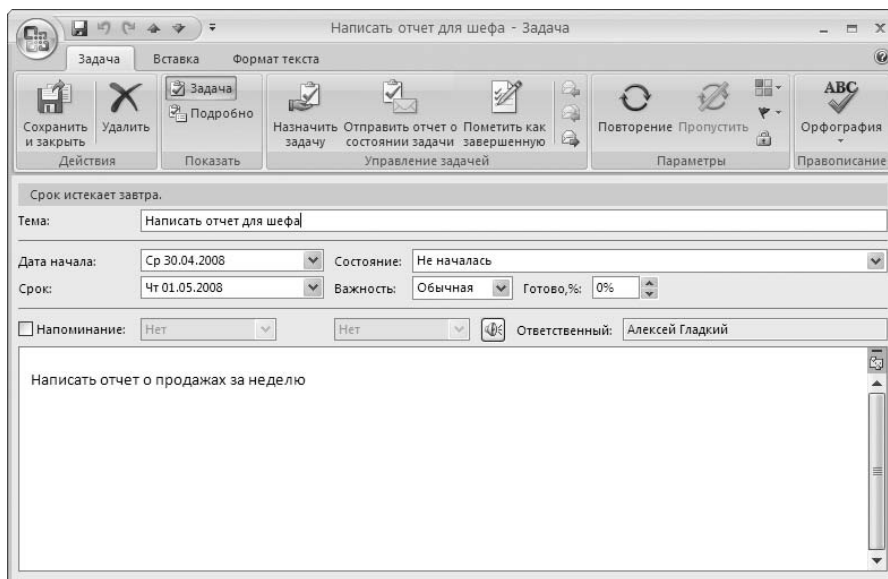 Написать отчет для шефа - Задача
Задача Вставка Формат текста
Сохранить и закрыть
Удалить
Задача
Подробно
Назначить задачу
Отправить отчет о состоянии задачи
Пометить как завершенную
Повторение
Пропустить
ABC
Орфография
Действия Показать Управление задачей Параметры Правописание
Срок истекает завтра.
Тема: Написать отчет для шефа
Дата начала: Ср 30.04.2008 Состояние: Не началась
Срок: Чт 01.05.2008 Важность: Обычная Готово,%: 0%
Напоминание: Нет Нет Ответственный: Алексей Гладкий
Написать отчет о продажах за неделю